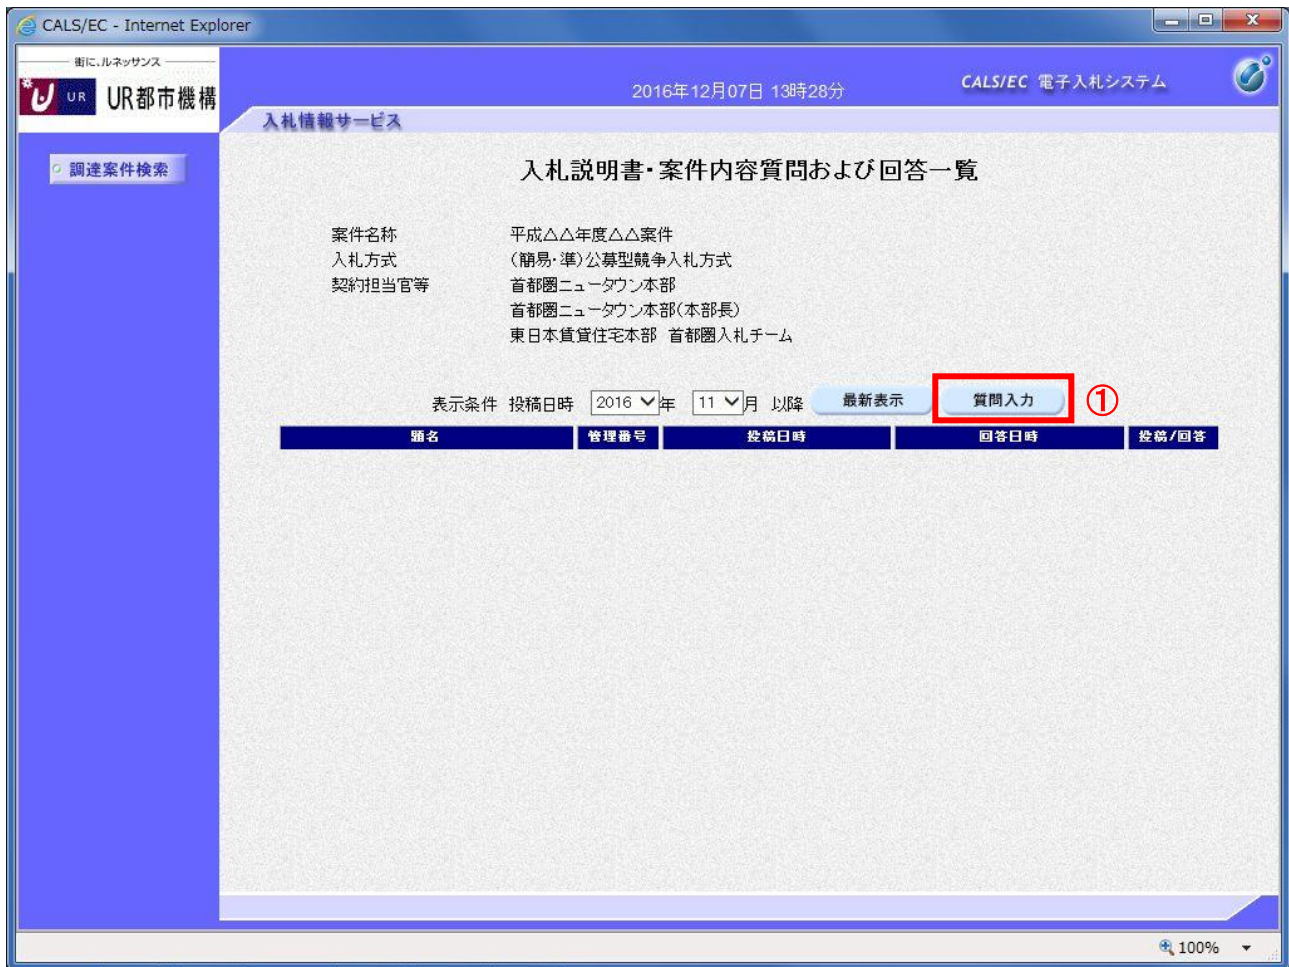 CALS/EC - Internet Explorer
街に、ルネッサンス
UR UR都市機構
2016年12月07日 13時28分
CALS/EC 電子入札システム
入札情報サービス
調達案件検索
入札説明書・案件内容質問および回答一覧
案件名称 平成△△年度△△案件
入札方式 (簡易・準)公募型競争入札方式
契約担当官等 首都圏ニュータウン本部
首都圏ニュータウン本部(本部長)
東日本賃貸住宅本部 首都圏入札チーム
表示条件 投稿日時 2016 年 11 月 以降 最新表示 質問入力 ①
題名 管理番号 投稿日時 回答日時 投稿/回答
100%